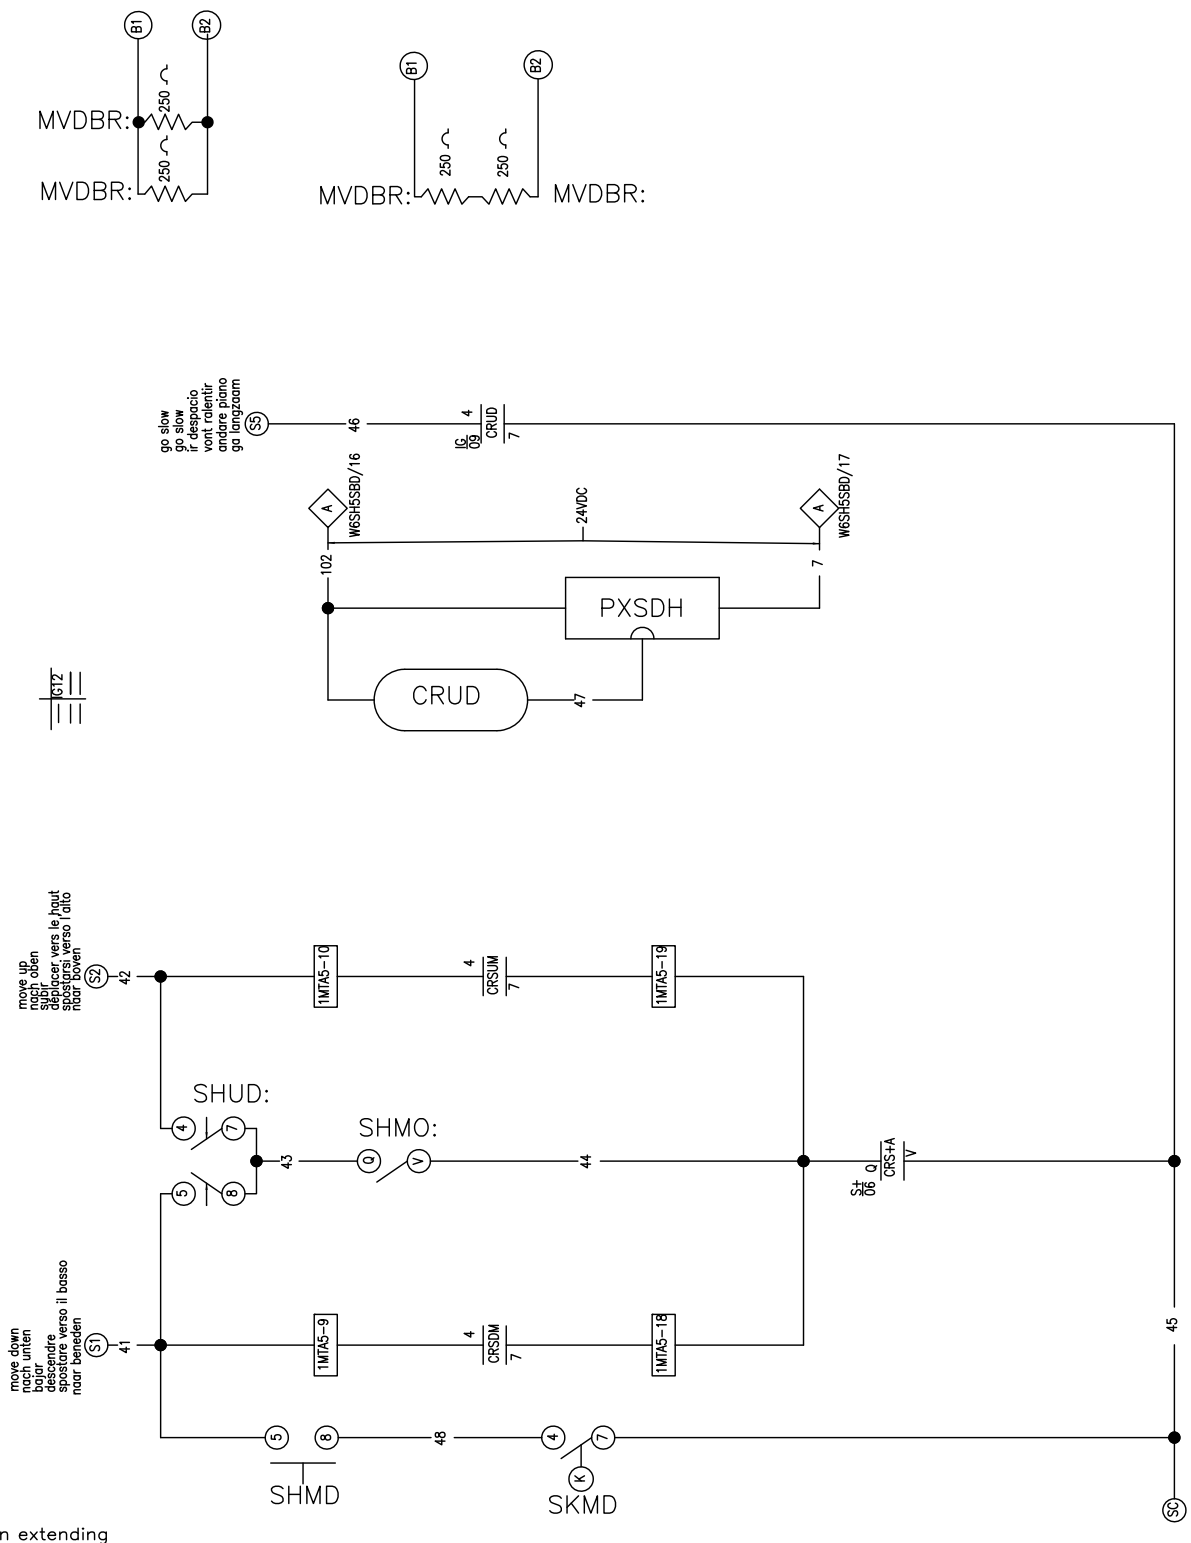 B1
B2
250
MVDBR:
250
MVDBR:
B1
B2
250
250
MVDBR:
MVDBR:
go slow
go slow
ir despacio
vont ralentir
andare piano
ga langzaam
S5
46
IG
09
4
CRUD
7
A
W6SH5SBD/16
102
24VDC
A
W6SH5SBD/17
7
PXSDH
CRUD
47
IG12
move up
nach oben
subir
déplacer vers le haut
spostarsi verso l'alto
naar boven
S2
42
1MTA5-10
4
CRSUM
7
1MTA5-19
SHUD:
4
7
5
8
43
SHMO:
Q
V
44
S+
06
Q
CRS+A
V
move down
nach unten
bajar
descendre
spostare verso il basso
naar beneden
S1
41
1MTA5-9
4
CRSDM
7
1MTA5-18
45
5
8
SHMD
48
4
7
K
SKMD
SC
n extending